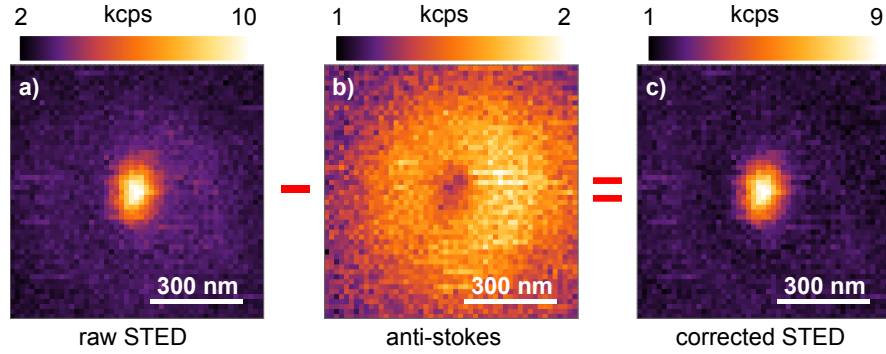 2 kcps 10
1 kcps 2
1 kcps 9
a)
b)
c)
300 nm
300 nm
300 nm
raw STED
anti-stokes
corrected STED